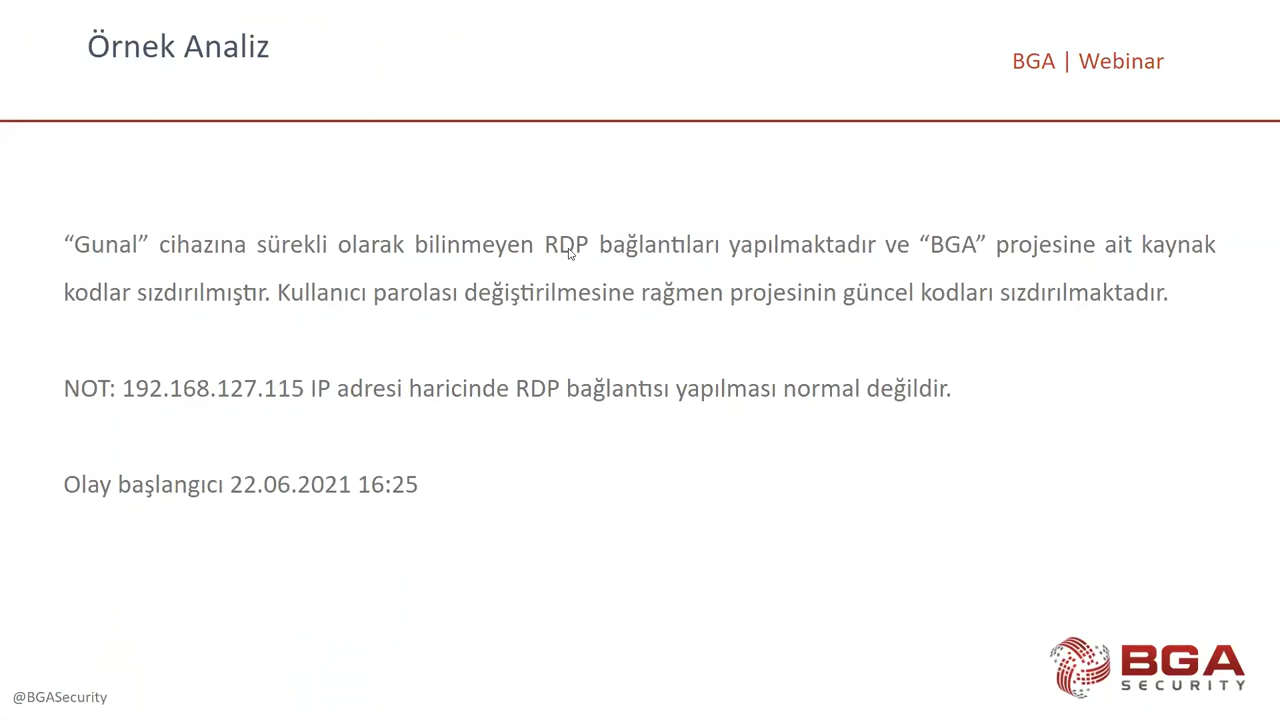 Örnek Analiz
BGA | Webinar
“Gunal” cihazına sürekli olarak bilinmeyen RDP bağlantıları yapılmaktadır ve “BGA” projesine ait kaynak
kodlar sızdırılmıştır. Kullanıcı parolası değiştirilmesine rağmen projesinin güncel kodları sızdırılmaktadır.
NOT: 192.168.127.115 IP adresi haricinde RDP bağlantısı yapılması normal değildir.
Olay başlangıcı 22.06.2021 16:25
BGA
SECURITY
@BGASecurity